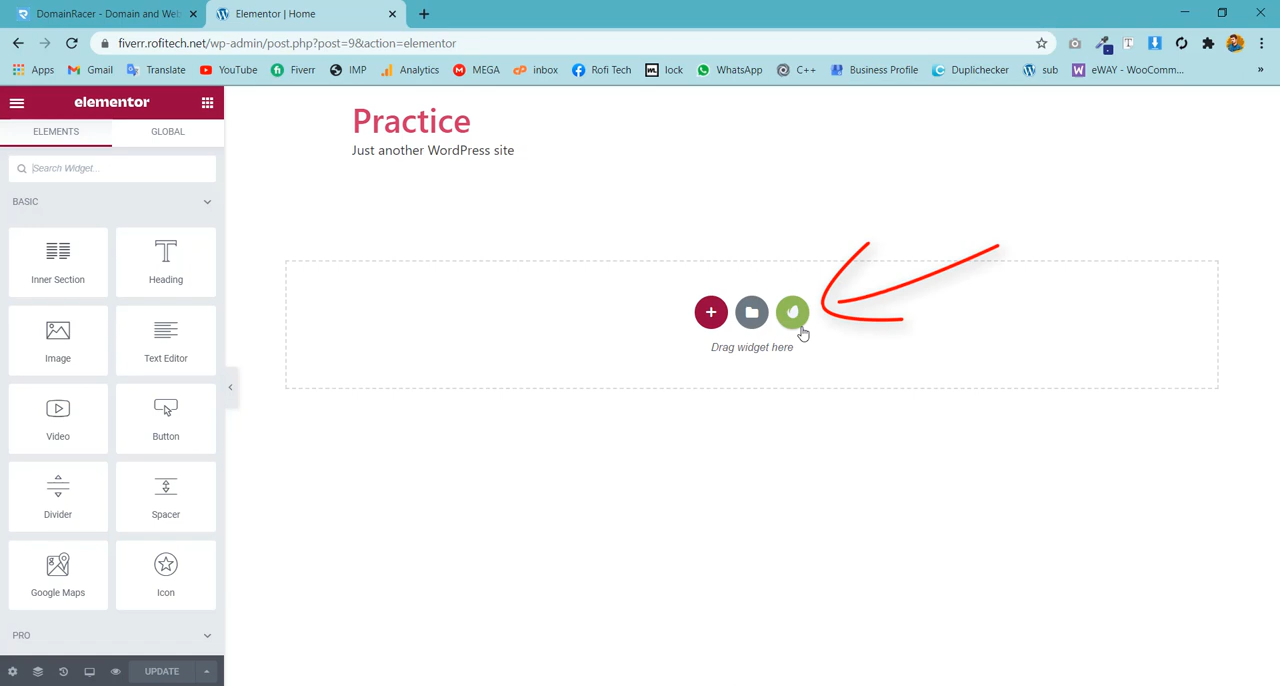 DomainRacer - Domain and Web
Elementor | Home
fiverr.rofitech.net/wp-admin/post.php?post=9&action=elementor
Apps
Gmail
Translate
YouTube
Fiverr
IMP
Analytics
MEGA
inbox
Rofi Tech
lock
WhatsApp
C++
Business Profile
Duplichecker
sub
eWAY - WooComm...
elementor
ELEMENTS
GLOBAL
Search Widget...
BASIC
Inner Section
Heading
Image
Text Editor
Video
Button
Divider
Spacer
Google Maps
Icon
PRO
UPDATE
Practice
Just another WordPress site
Drag widget here